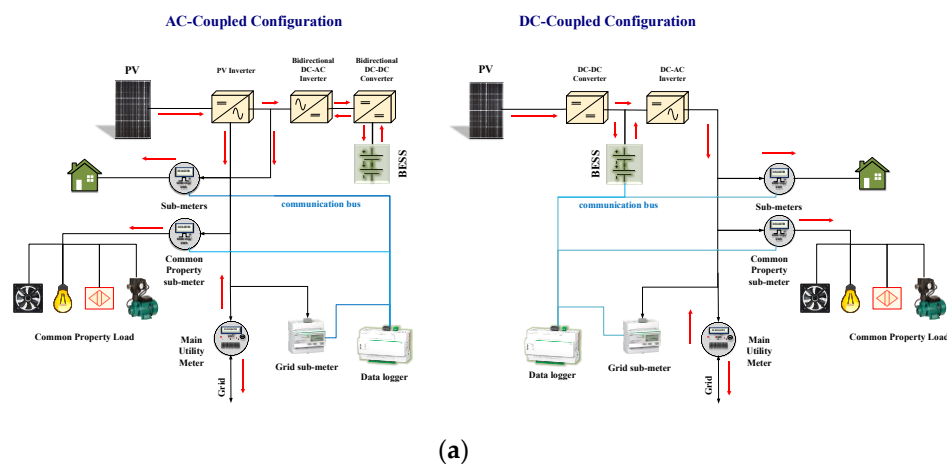 AC-Coupled Configuration
PV
PV Inverter
Bidirectional
DC-AC
Inverter
Bidirectional
DC-DC
Converter
BESS
Sub-meters
communication bus
Common
Property
sub-meter
Common Property Load
Main
Utility
Meter
Grid sub-meter
Data logger
Grid
DC-Coupled Configuration
PV
DC-DC
Converter
DC-AC
Inverter
BESS
communication bus
Sub-meters
Common Property
sub-meter
Common Property Load
Data logger
Grid sub-meter
Main
Utility
Meter
Grid
(a)